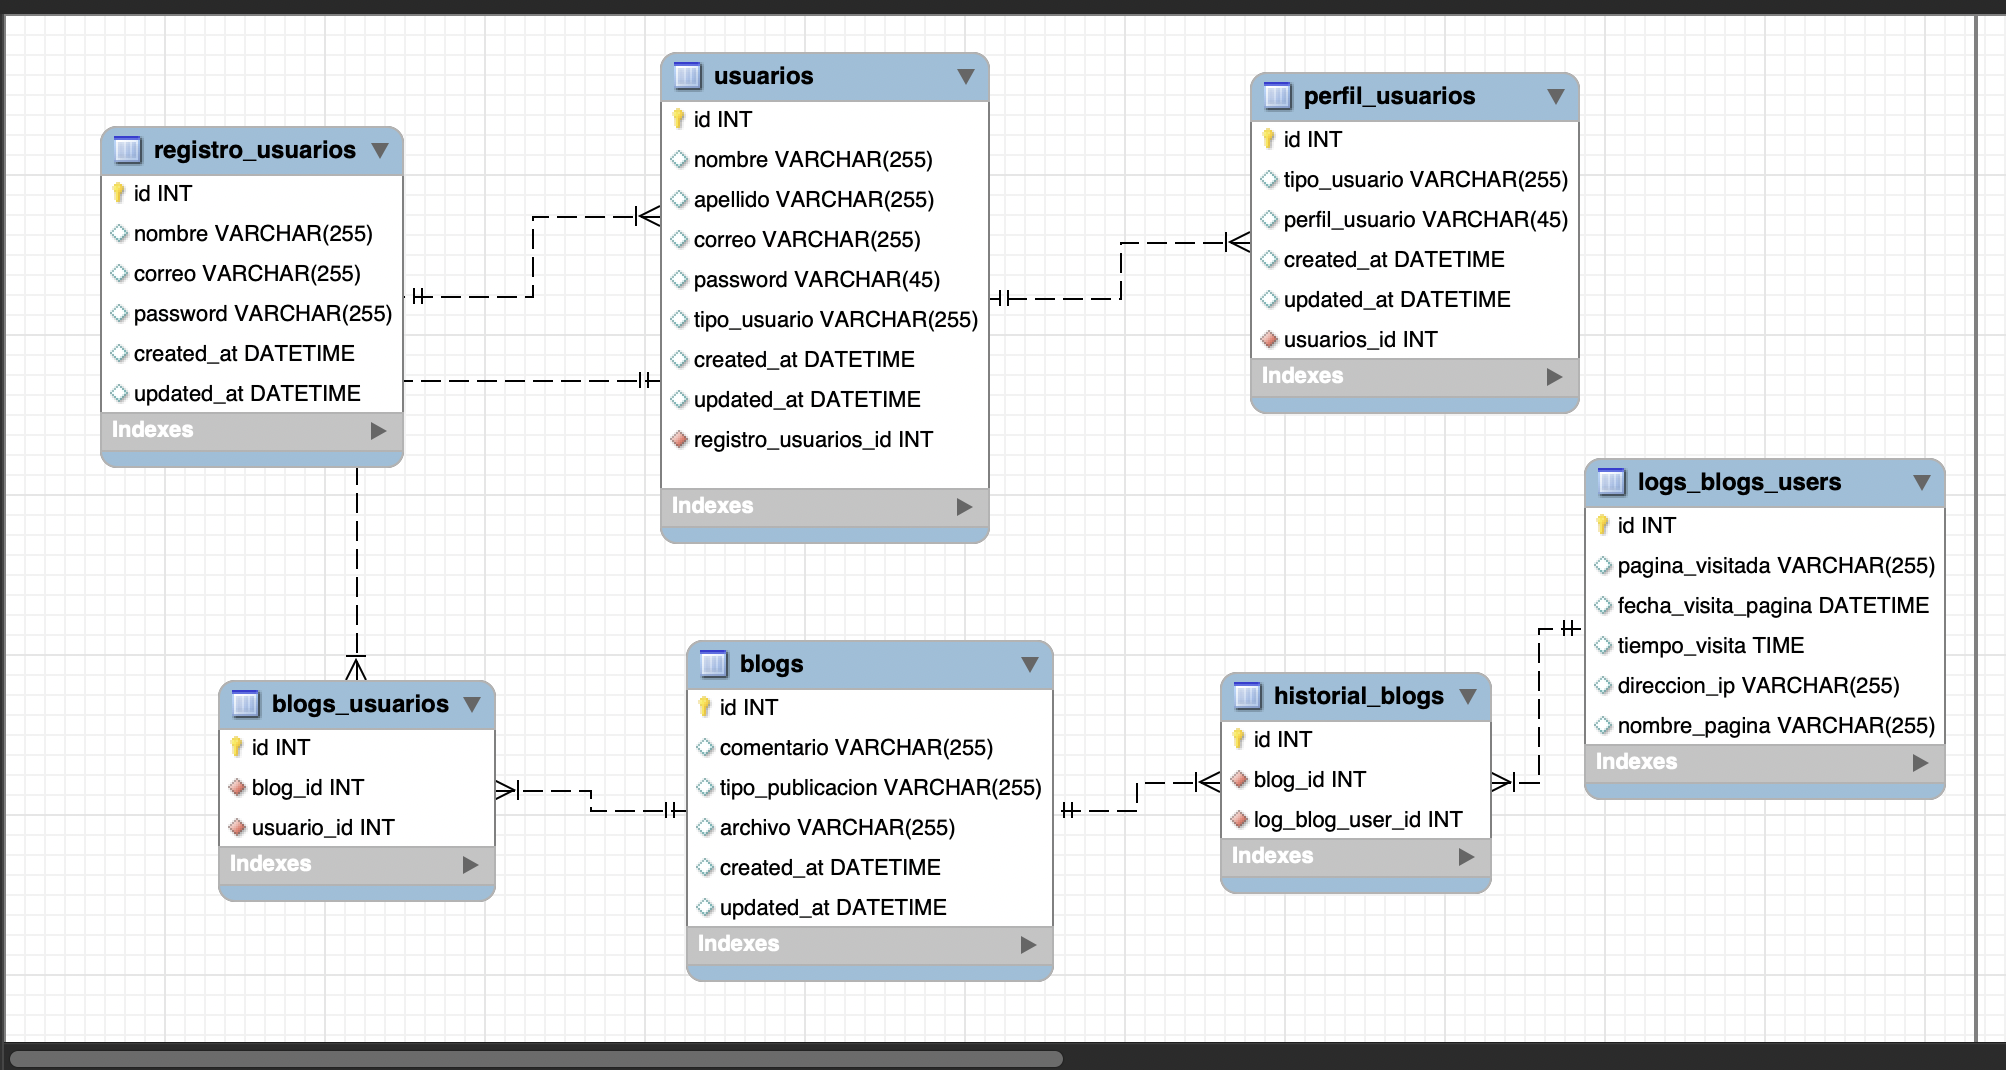 registro_usuarios
id INT
nombre VARCHAR(255)
correo VARCHAR(255)
password VARCHAR(255)
created_at DATETIME
updated_at DATETIME
Indexes
usuarios
id INT
nombre VARCHAR(255)
apellido VARCHAR(255)
correo VARCHAR(255)
password VARCHAR(45)
tipo_usuario VARCHAR(255)
created_at DATETIME
updated_at DATETIME
registro_usuarios_id INT
Indexes
perfil_usuarios
id INT
tipo_usuario VARCHAR(255)
perfil_usuario VARCHAR(45)
created_at DATETIME
updated_at DATETIME
usuarios_id INT
Indexes
logs_blogs_users
id INT
pagina_visitada VARCHAR(255)
fecha_visita_pagina DATETIME
tiempo_visita TIME
direccion_ip VARCHAR(255)
nombre_pagina VARCHAR(255)
Indexes
blogs_usuarios
id INT
blog_id INT
usuario_id INT
Indexes
blogs
id INT
comentario VARCHAR(255)
tipo_publicacion VARCHAR(255)
archivo VARCHAR(255)
created_at DATETIME
updated_at DATETIME
Indexes
historial_blogs
id INT
blog_id INT
log_blog_user_id INT
Indexes